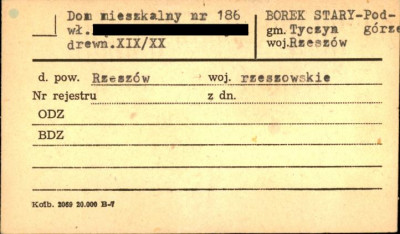 Dom mieszkalny nr 186
wł.
drewn.XIX/XX
BOREK STARY-Pod-
gm. Tyczyn górze
woj. Rzeszów
d. pow. Rzeszów woj. rzeszowskie
Nr rejestru z dn.
ODZ
BDZ
Kolb. 2069 20.000 B-7